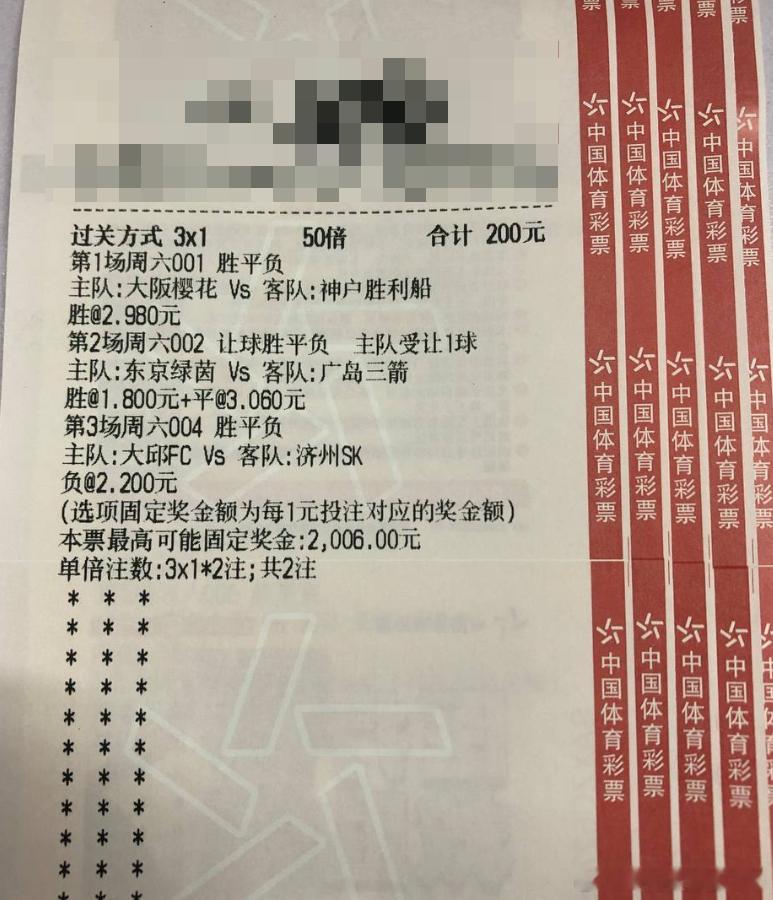 过关方式 3x1 50倍 合计 200元
第1场周六001 胜平负
主队:大阪樱花 Vs 客队:神户胜利船
胜@2.980元
第2场周六002 让球胜平负 主队受让1球
主队:东京绿茵 Vs 客队:广岛三箭
胜@1.800元+平@3.060元
第3场周六004 胜平负
主队:大邱FC Vs 客队:济州SK
负@2.200元
(选项固定奖金额为每1元投注对应的奖金额)
本票最高可能固定奖金:2,006.00元
单倍注数:3x1*2注;共2注
* * *
* * *
* * *
* * *
* * *
* * *
* * *
* * *
* * *
* * *
* * *
票 票 票 票 彩票
中国体育彩票 中国体育彩票 中国体育彩票 中国体育彩票 中国体育彩票
中国体育彩票 中国体育彩票 中国体育彩票 中国体育彩票 中国体育彩票
中国体育彩票 中国体育彩票 中国体育彩票 中国体育彩票 中国体育彩票